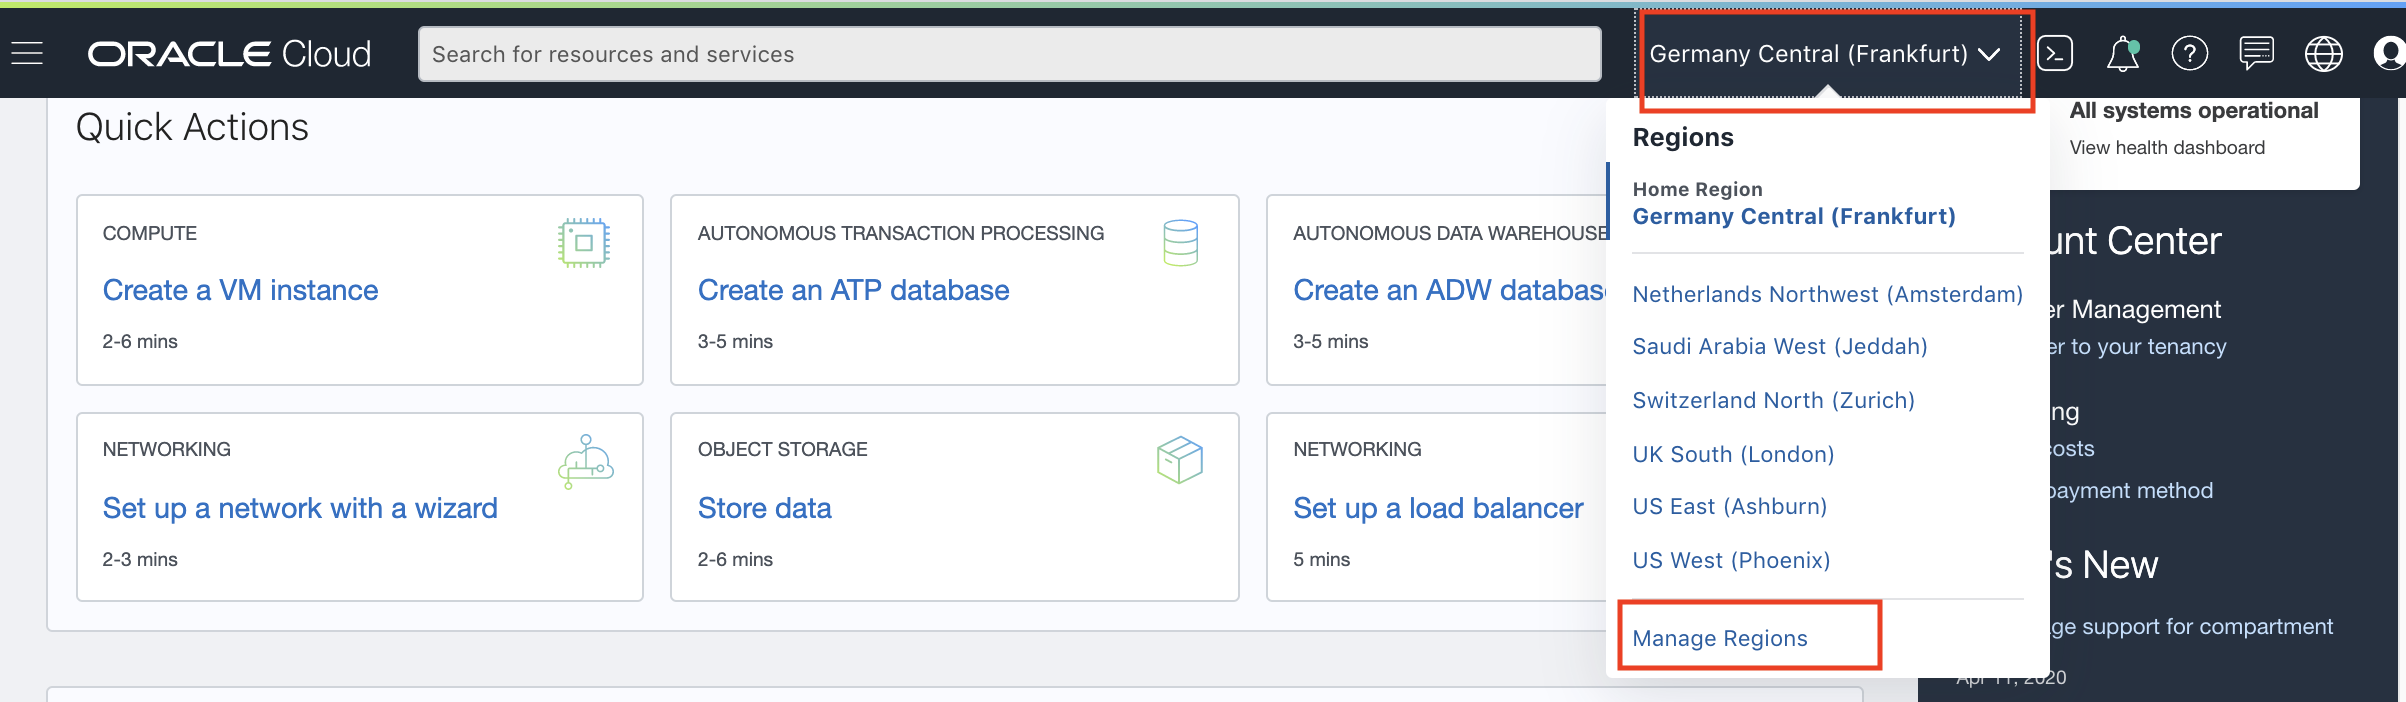 ORACLE Cloud
Search for resources and services
Germany Central (Frankfurt)
Quick Actions
COMPUTE
Create a VM instance
2-6 mins
AUTONOMOUS TRANSACTION PROCESSING
Create an ATP database
3-5 mins
AUTONOMOUS DATA WAREHOUSE
Create an ADW databas
3-5 mins
NETWORKING
Set up a network with a wizard
2-3 mins
OBJECT STORAGE
Store data
2-6 mins
NETWORKING
Set up a load balancer
5 mins
Regions
Home Region
Germany Central (Frankfurt)
Netherlands Northwest (Amsterdam)
Saudi Arabia West (Jeddah)
Switzerland North (Zurich)
UK South (London)
US East (Ashburn)
US West (Phoenix)
Manage Regions
All systems operational
View health dashboard
unt Center
er Management
er to your tenancy
ng
costs
payment method
's New
ge support for compartment
Apr 11, 2020